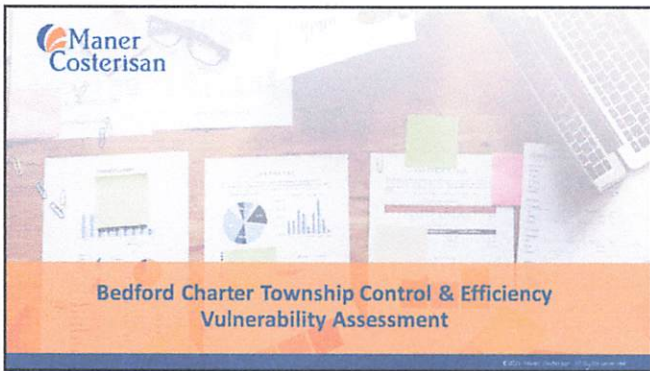 Maner
Costerisan
Bedford Charter Township Control & Efficiency
Vulnerability Assessment